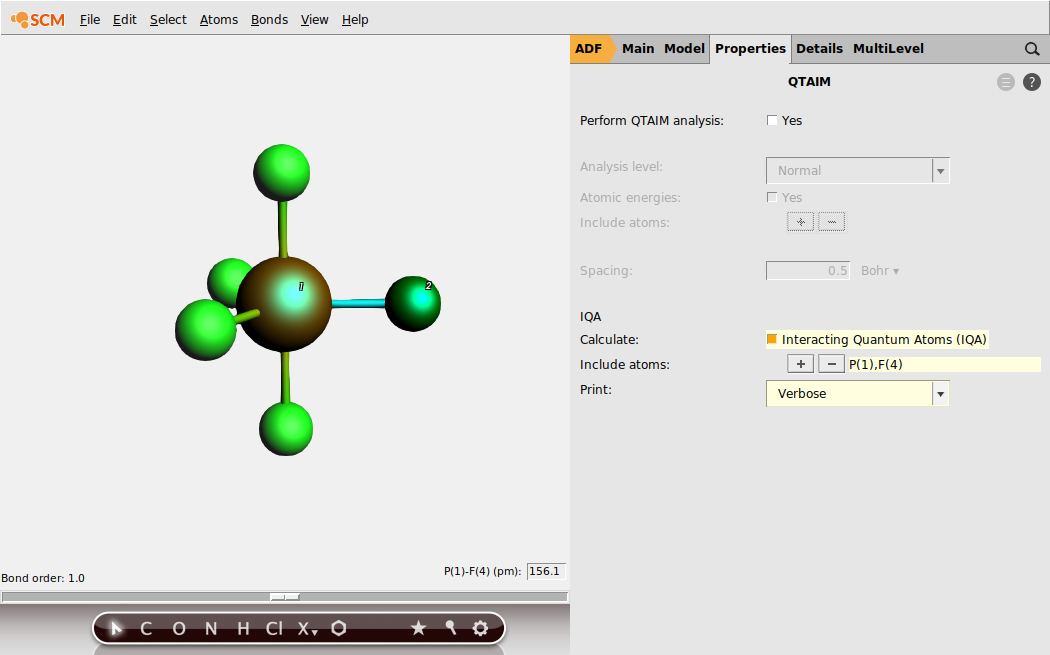 SCM File Edit Select Atoms Bonds View Help
ADF Main Model Properties Details MultiLevel
QTAIM
?
Perform QTAIM analysis: Yes
Analysis level: Normal
Atomic energies: Yes
Include atoms: + −
Spacing: 0.5 Bohr ▾
IQA
Calculate: Interacting Quantum Atoms (IQA)
Include atoms: + − P(1),F(4)
Print: Verbose
1
2
P(1)-F(4) (pm): 156.1
Bond order: 1.0
C O N H Cl X